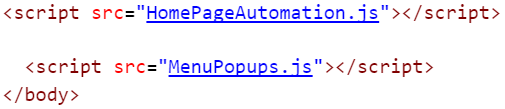 <script src="HomePageAutomation.js"></script>
<script src="MenuPopups.js"></script>
</body>